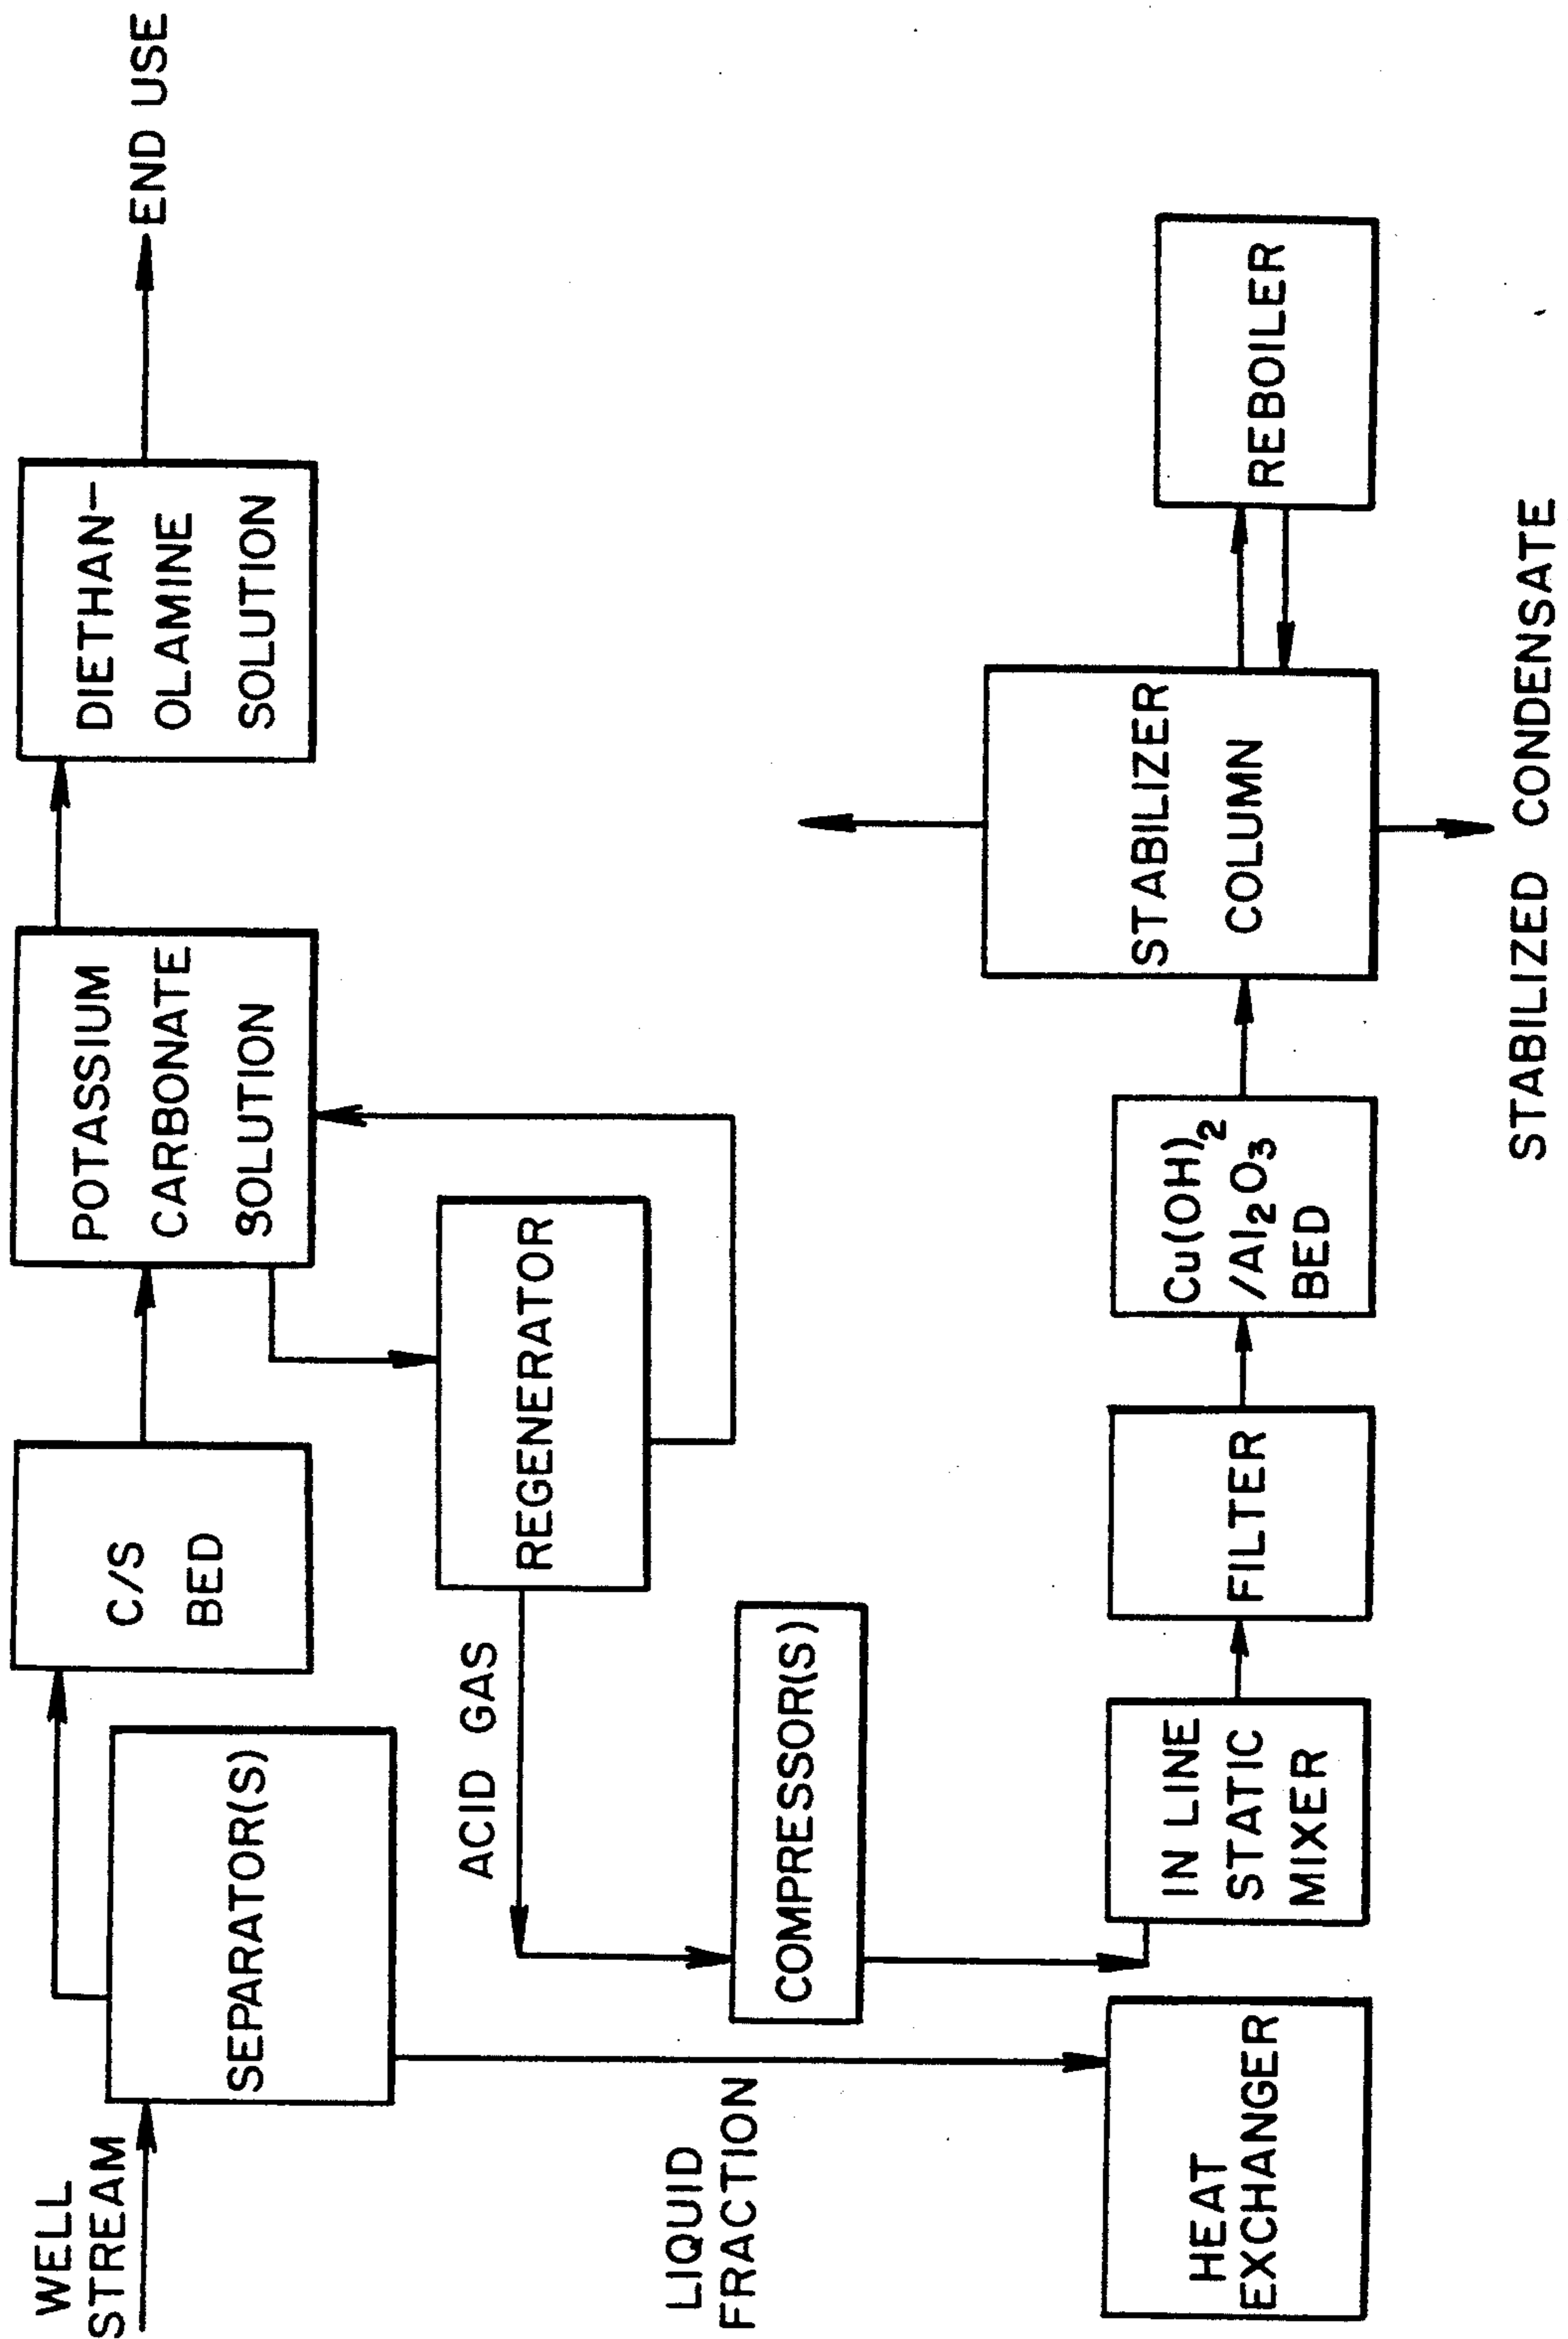 WELL
STREAM
SEPARATOR(S)
C/S
BED
POTASSIUM
CARBONATE
SOLUTION
DIETHAN-
OLAMINE
SOLUTION
END USE
ACID GAS
REGENERATOR
LIQUID
FRACTION
COMPRESSOR(S)
HEAT
EXCHANGER
IN LINE
STATIC
MIXER
FILTER
Cu(OH)₂
/Al₂O₃
BED
STABILIZER
COLUMN
REBOILER
STABILIZED CONDENSATE